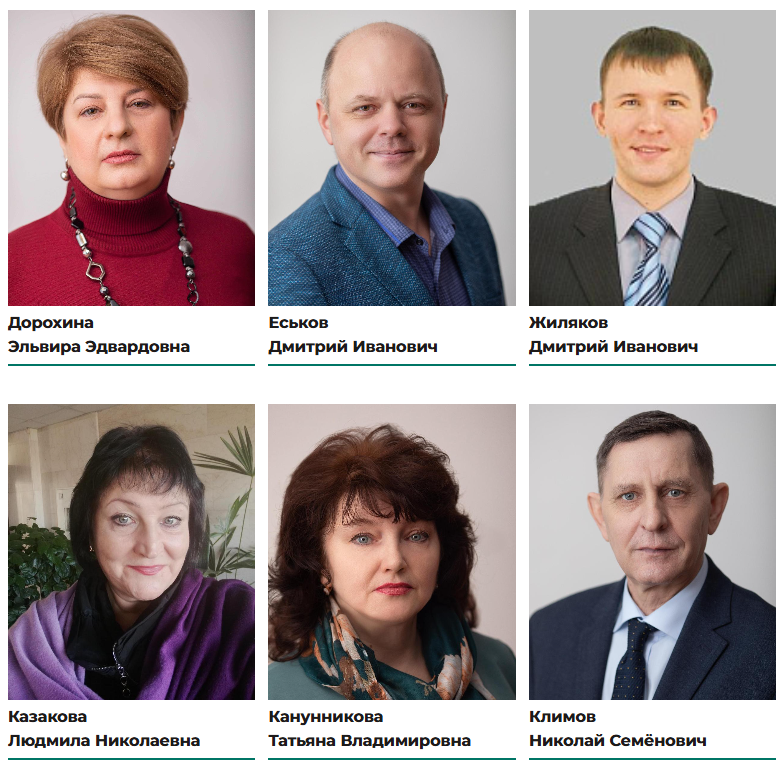 Дорохина
Эльвира Эдвардовна
Еськов
Дмитрий Иванович
Жиляков
Дмитрий Иванович
Казакова
Людмила Николаевна
Канунникова
Татьяна Владимировна
Климов
Николай Семёнович